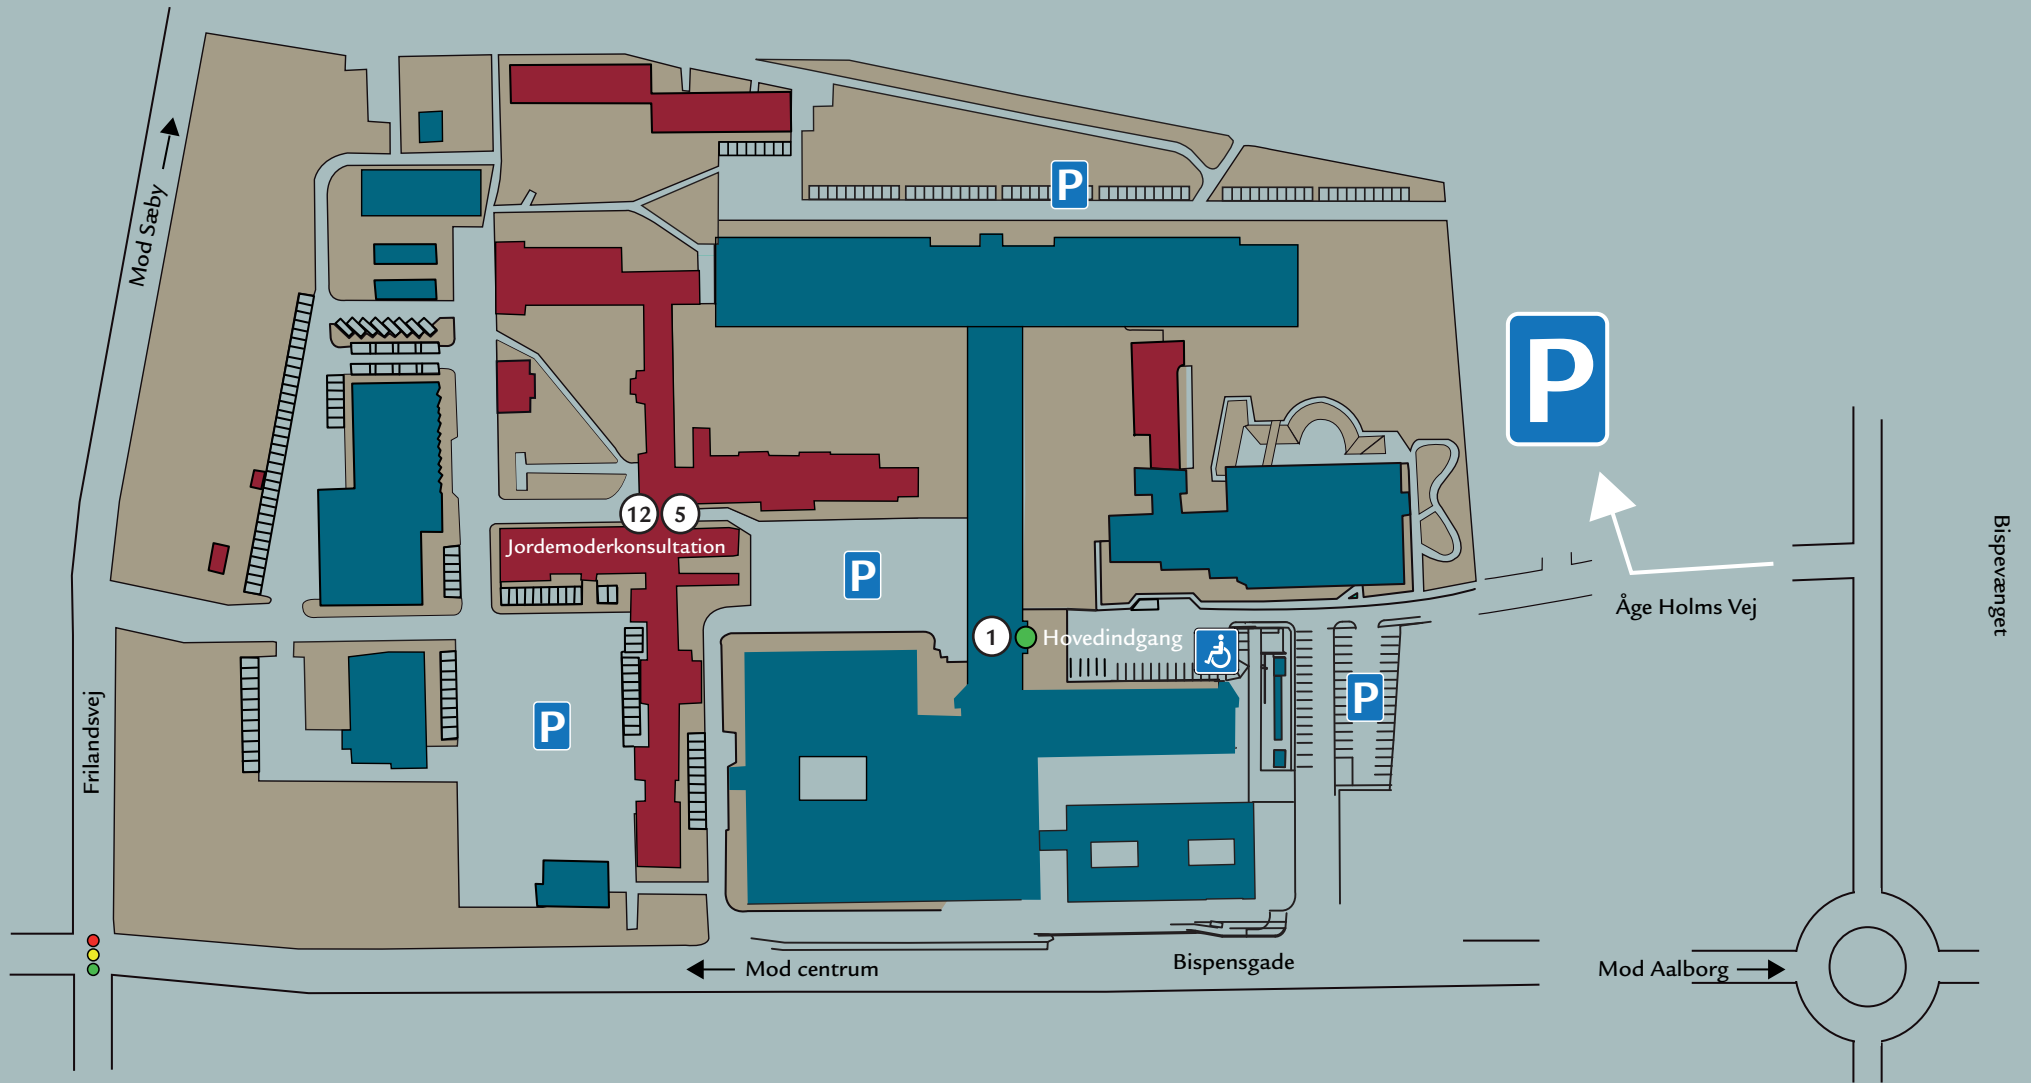 Mod Sæby
P
P
12
5
Jordemoderkonsultation
P
Bispevænget
Åge Holms Vej
1
Hovedindgang
P
P
Frilandsvej
Mod centrum
Bispensgade
Mod Aalborg